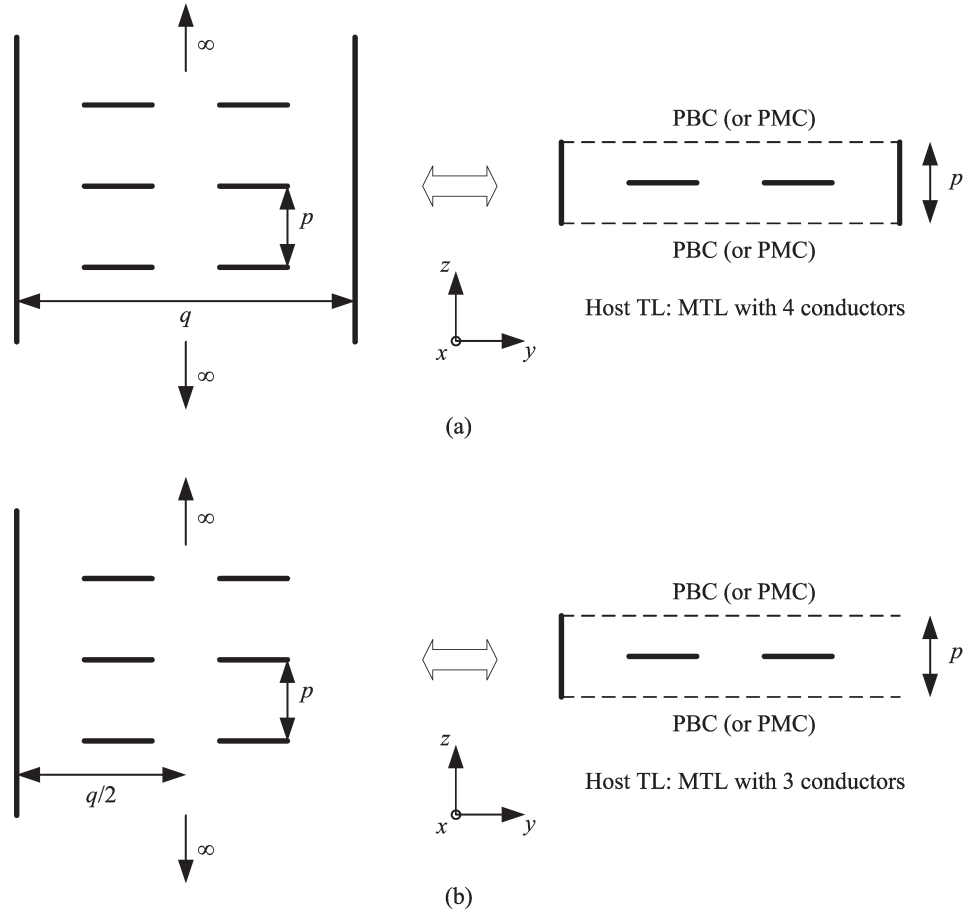 ∞
PBC (or PMC)
p
p
PBC (or PMC)
q
z
Host TL: MTL with 4 conductors
x
y
∞
(a)
∞
PBC (or PMC)
p
p
PBC (or PMC)
z
q/2
Host TL: MTL with 3 conductors
x
y
∞
(b)